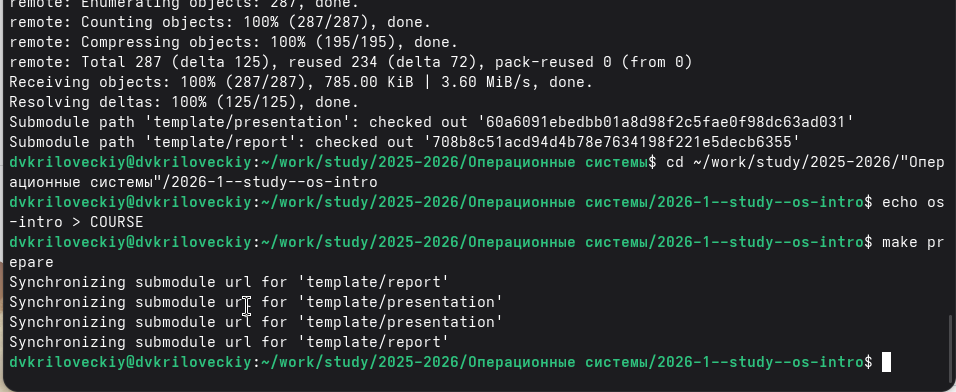 remote: Enumerating objects: 287, done.
remote: Counting objects: 100% (287/287), done.
remote: Compressing objects: 100% (195/195), done.
remote: Total 287 (delta 125), reused 234 (delta 72), pack-reused 0 (from 0)
Receiving objects: 100% (287/287), 785.00 KiB | 3.60 MiB/s, done.
Resolving deltas: 100% (125/125), done.
Submodule path 'template/presentation': checked out '60a6091ebedbb01a8d98f2c5fae0f98dc63ad031'
Submodule path 'template/report': checked out '708b8c51acd94d4b78e7634198f221e5decb6355'
dvkriloveckiy@dvkriloveckiy:~/work/study/2025-2026/Операционные системы$ cd ~/work/study/2025-2026/"Опер
ационные системы"/2026-1--study--os-intro
dvkriloveckiy@dvkriloveckiy:~/work/study/2025-2026/Операционные системы/2026-1--study--os-intro$ echo os
-intro > COURSE
dvkriloveckiy@dvkriloveckiy:~/work/study/2025-2026/Операционные системы/2026-1--study--os-intro$ make pr
epare
Synchronizing submodule url for 'template/report'
Synchronizing submodule url for 'template/presentation'
Synchronizing submodule url for 'template/presentation'
Synchronizing submodule url for 'template/report'
dvkriloveckiy@dvkriloveckiy:~/work/study/2025-2026/Операционные системы/2026-1--study--os-intro$